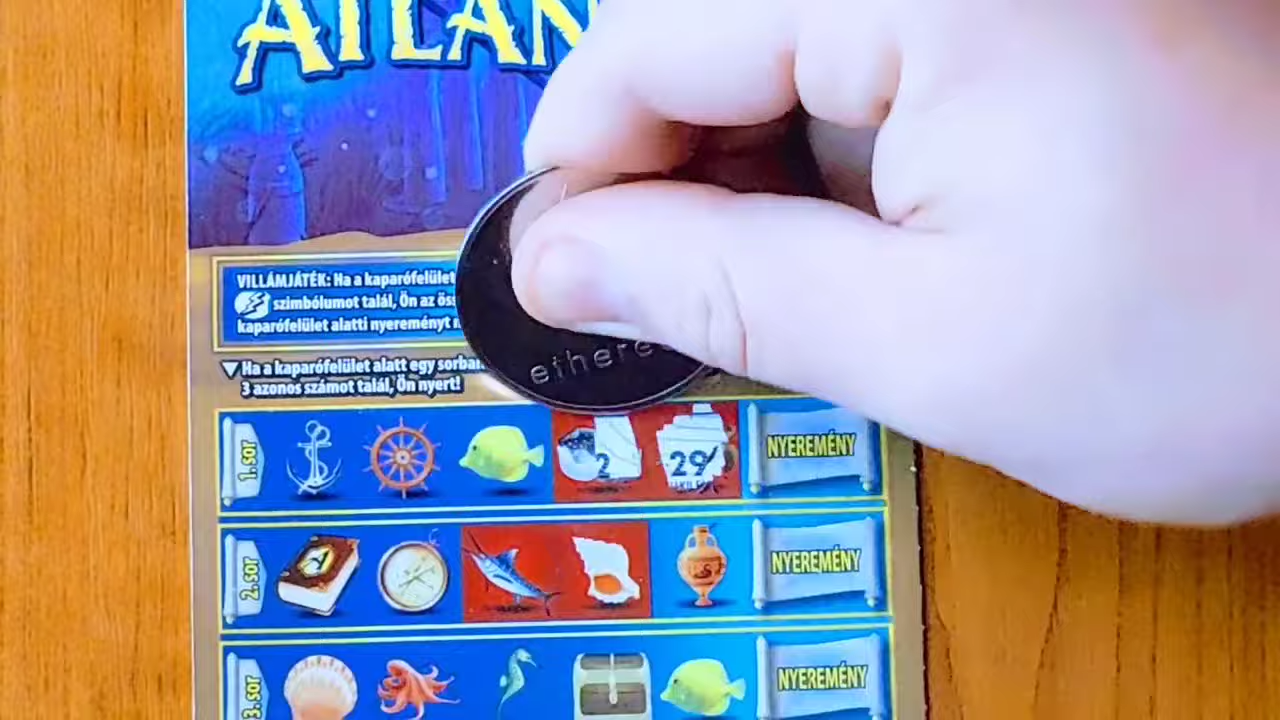 ATLAN
VILLÁMJÁTÉK: Ha a kaparófelület
szimbólumot talál, Ön az
kaparófelület alatti nyereményt
▼ Ha a kaparófelület alatt egy sorban
3 azonos számot talál, Ön nyert!
ethere
1. sor
2
29
NYEREMÉNY
2. sor
NYEREMÉNY
3. sor
NYEREMÉNY